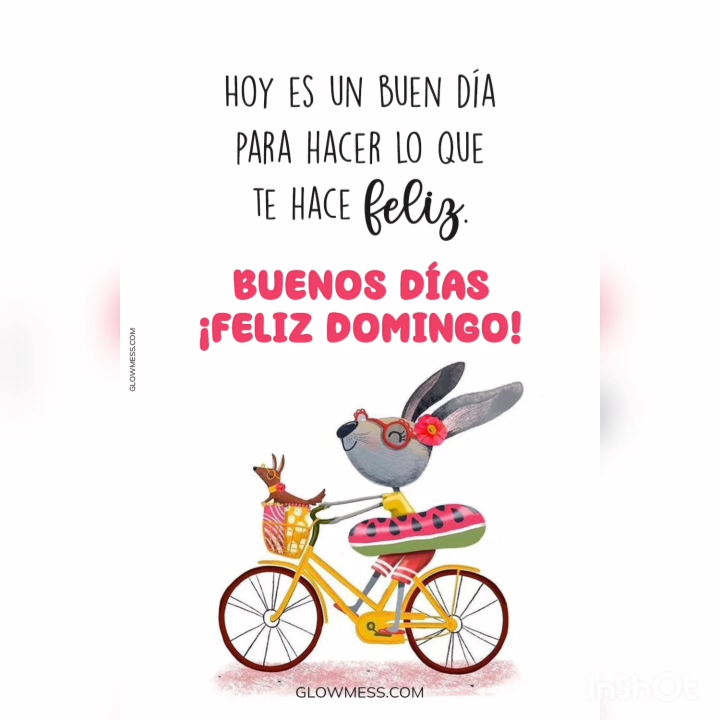 HOY ES UN BUEN DÍA
PARA HACER LO QUE
TE HACE feliz.
BUENOS DÍAS
¡FELIZ DOMINGO!
GLOWMESS.COM
GLOWMESS.COM
InShOt